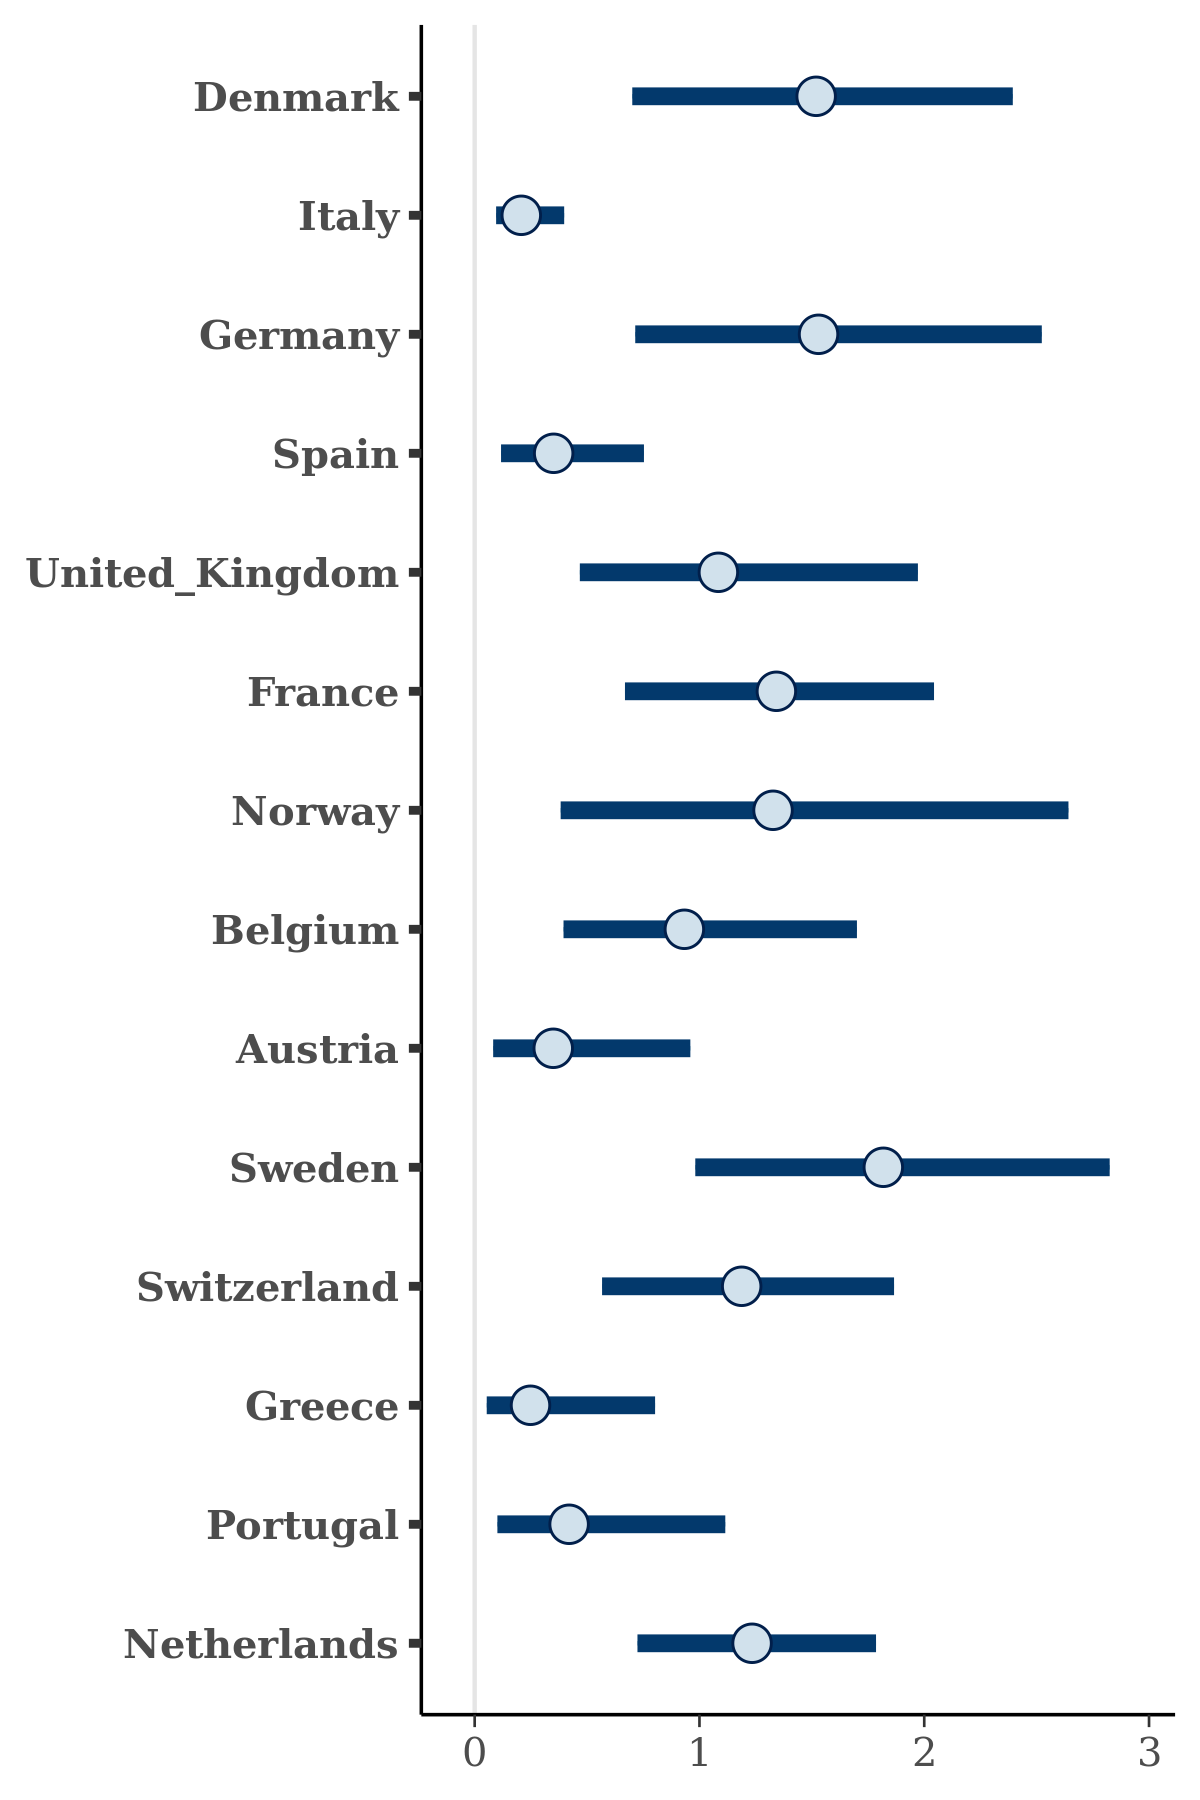 Denmark
Italy
Germany
Spain
United_Kingdom
France
Norway
Belgium
Austria
Sweden
Switzerland
Greece
Portugal
Netherlands
0 1 2 3